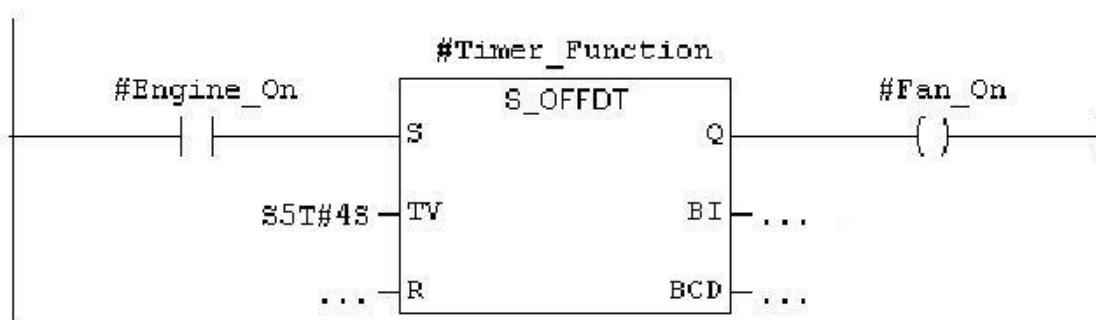 #Timer_Function
#Engine_On
S_OFFDT
#Fan_On
S
Q
S5T#4S
TV
BI
...
...
R
BCD
...